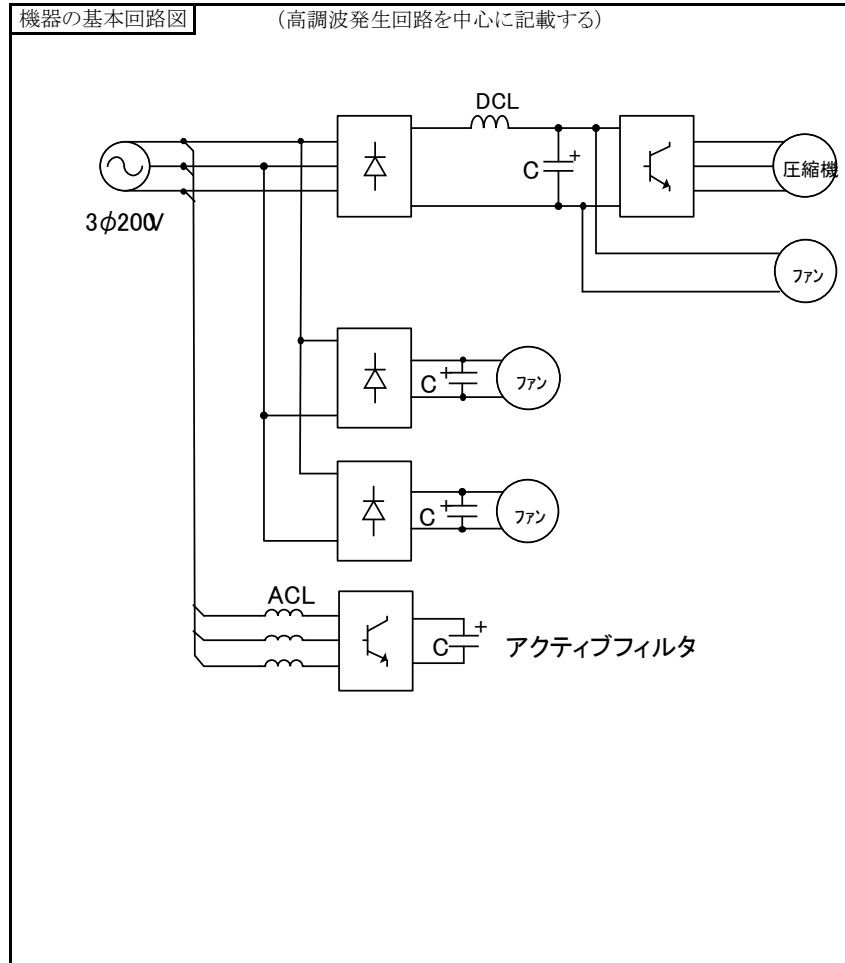 機器の基本回路図
(高調波発生回路を中心に記載する)
DCL
C
+
圧縮機
3φ200V
ファン
C
+
ファン
C
+
ファン
ACL
C
+
アクティブフィルタ